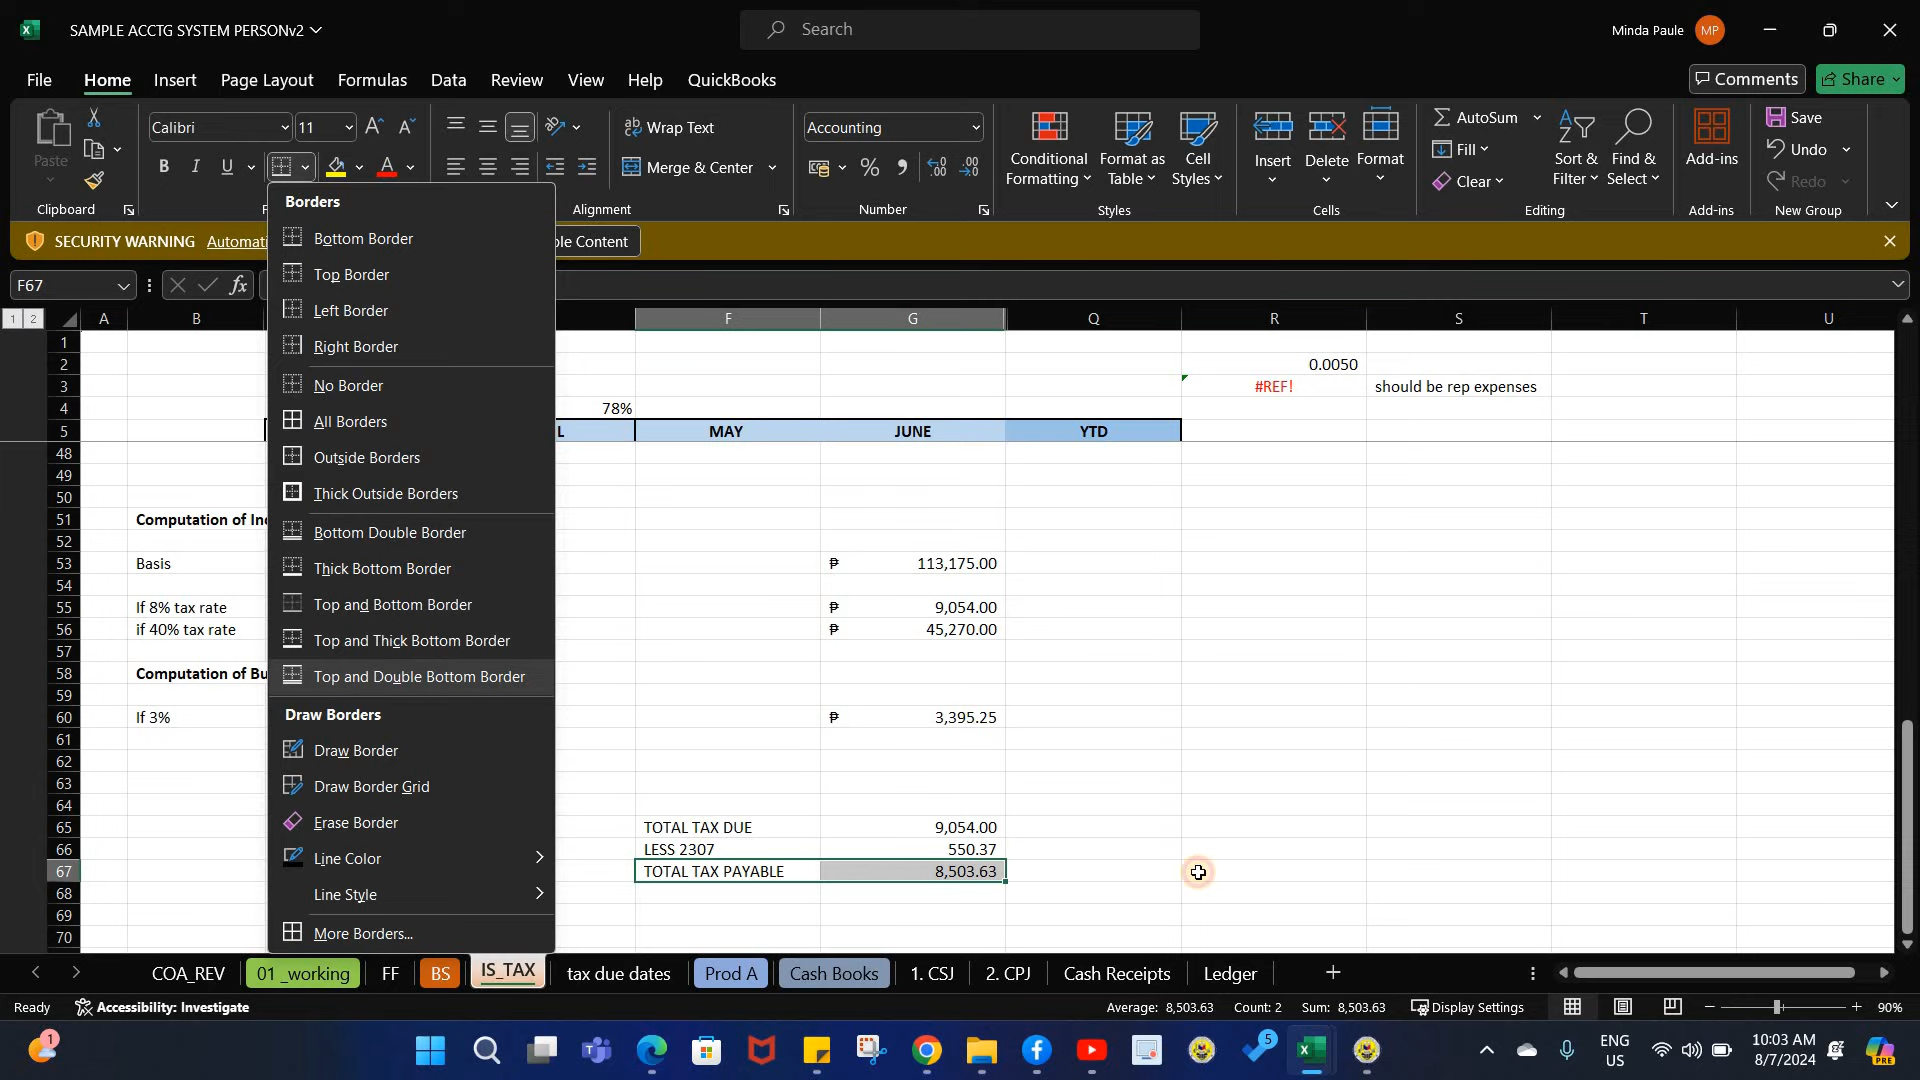 SAMPLE ACCTG SYSTEM PERSONv2
Search
Minda Paule MP
File Home Insert Page Layout Formulas Data Review View Help QuickBooks
Comments Share
Paste
Clipboard
Calibri 11
B I U
Wrap Text
Merge & Center
Alignment
Accounting
Number
Conditional Formatting
Format as Table
Cell Styles
Styles
Insert Delete Format
Cells
AutoSum
Fill
Clear
Sort & Filter
Find & Select
Editing
Add-ins
Add-ins
Save
Undo
Redo
New Group
SECURITY WARNING Automati ble Content
F67 fx
1 2 A B F G Q R S T U
1
2 0.0050
3 #REF! should be rep expenses
4 78%
5 L MAY JUNE YTD
48
49
50
51 Computation of Inc
52
53 Basis ₱ 113,175.00
54
55 If 8% tax rate ₱ 9,054.00
56 if 40% tax rate ₱ 45,270.00
57
58 Computation of Bu
59
60 If 3% ₱ 3,395.25
61
62
63
64
65 TOTAL TAX DUE 9,054.00
66 LESS 2307 550.37
67 TOTAL TAX PAYABLE 8,503.63
68
69
70
Borders
Bottom Border
Top Border
Left Border
Right Border
No Border
All Borders
Outside Borders
Thick Outside Borders
Bottom Double Border
Thick Bottom Border
Top and Bottom Border
Top and Thick Bottom Border
Top and Double Bottom Border
Draw Borders
Draw Border
Draw Border Grid
Erase Border
Line Color
Line Style
More Borders...
COA_REV 01 _working FF BS IS_TAX tax due dates Prod A Cash Books 1. CSJ 2. CPJ Cash Receipts Ledger
Ready Accessibility: Investigate Average: 8,503.63 Count: 2 Sum: 8,503.63 Display Settings 90%
1 5 ENG US 10:03 AM 8/7/2024 PRE